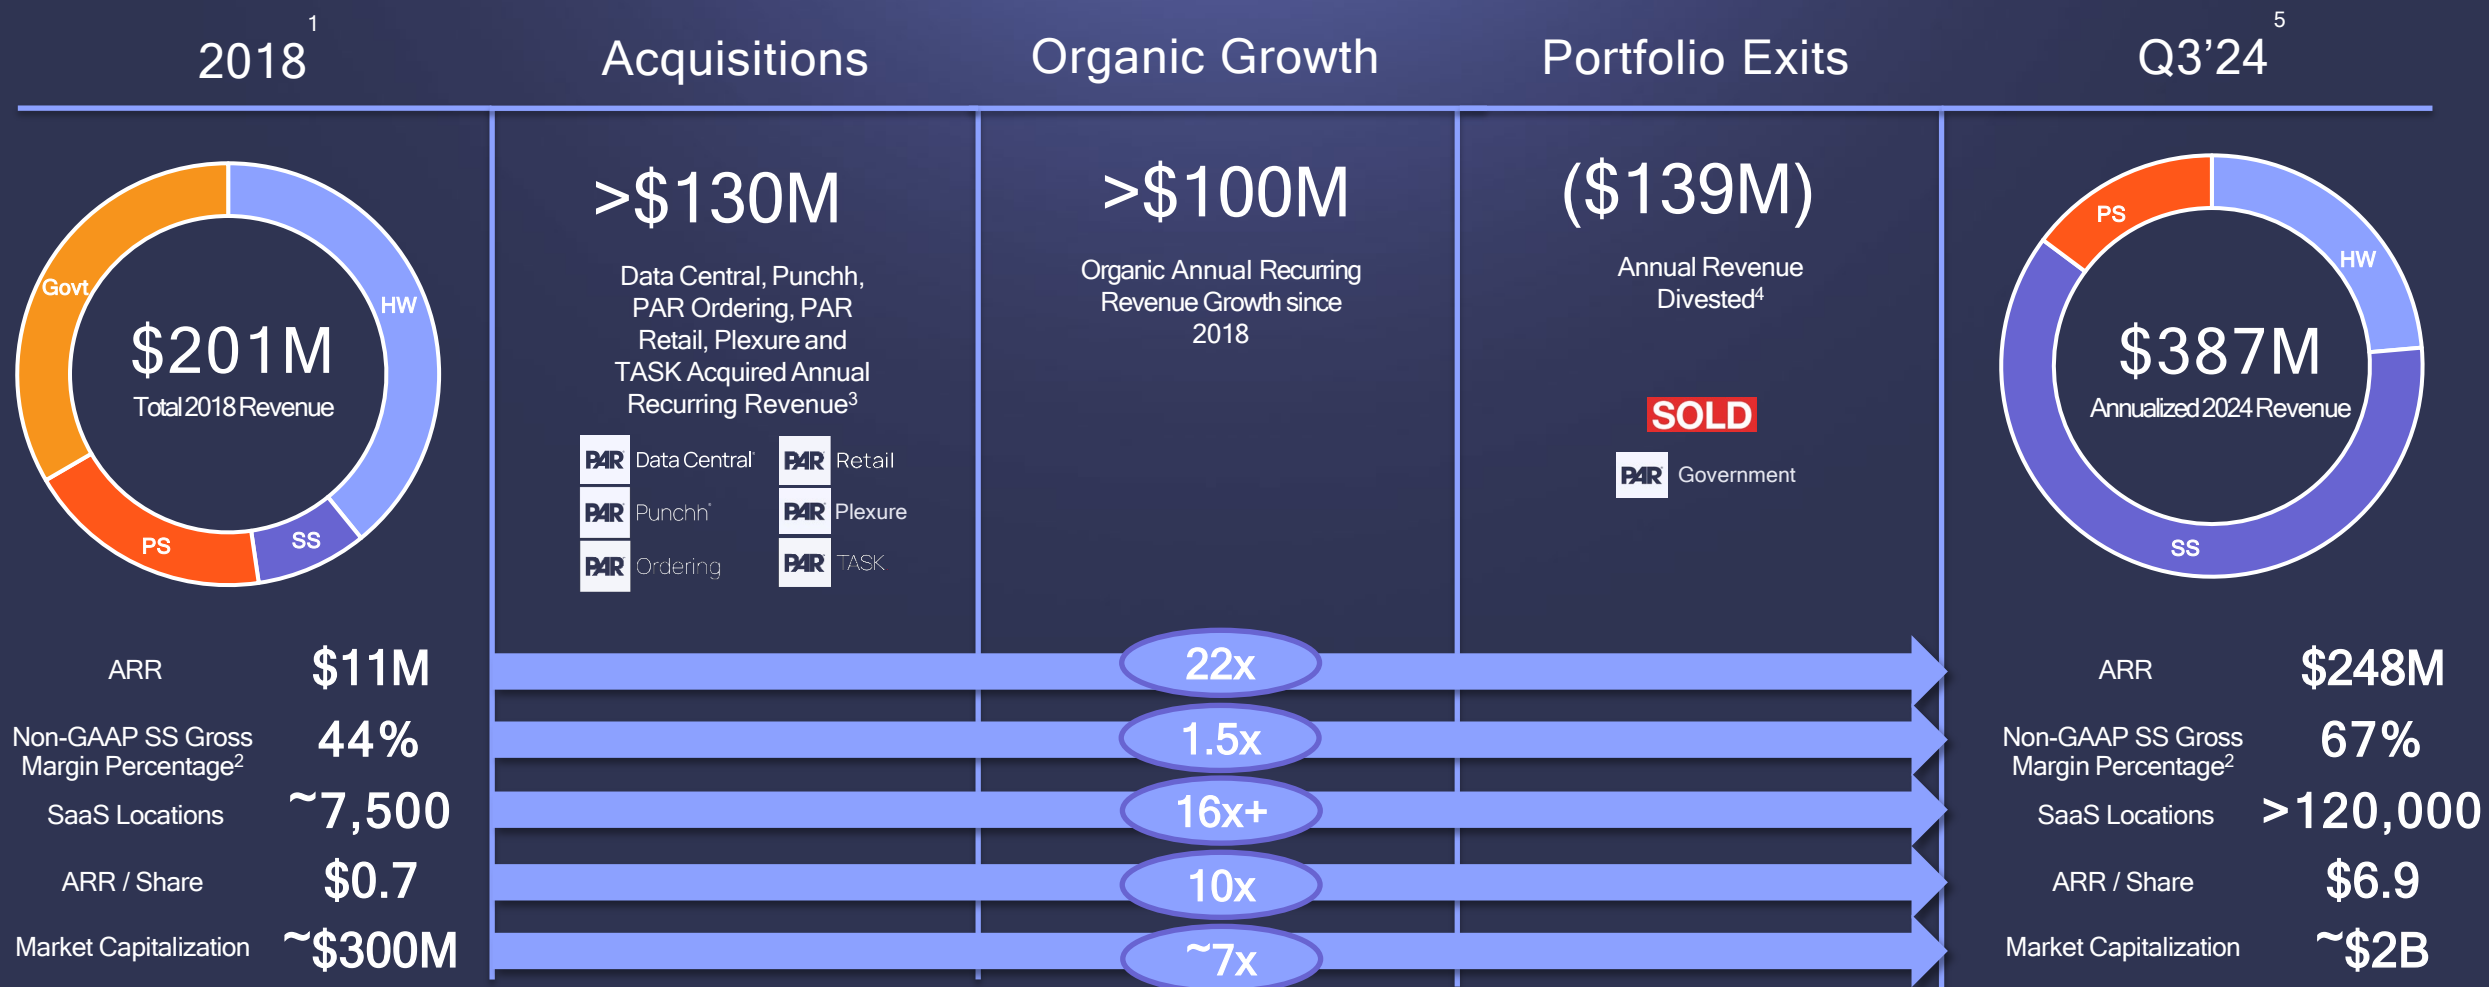 2018¹
Acquisitions
Organic Growth
Portfolio Exits
Q3’24⁵
Govt
HW
SS
PS
$201M
Total 2018 Revenue
>$130M
Data Central, Punchh,
PAR Ordering, PAR
Retail, Plexure and
TASK Acquired Annual
Recurring Revenue³
PAR Data Central
PAR Retail
PAR Punchh
PAR Plexure
PAR Ordering
PAR TASK
>$100M
Organic Annual Recurring
Revenue Growth since
2018
($139M)
Annual Revenue
Divested⁴
SOLD
PAR Government
PS
HW
SS
$387M
Annualized 2024 Revenue
ARR $11M
22x
ARR $248M
Non-GAAP SS Gross
Margin Percentage²
44%
1.5x
Non-GAAP SS Gross
Margin Percentage²
67%
SaaS Locations ~7,500
16x+
SaaS Locations >120,000
ARR / Share $0.7
10x
ARR / Share $6.9
Market Capitalization ~$300M
~7x
Market Capitalization ~$2B